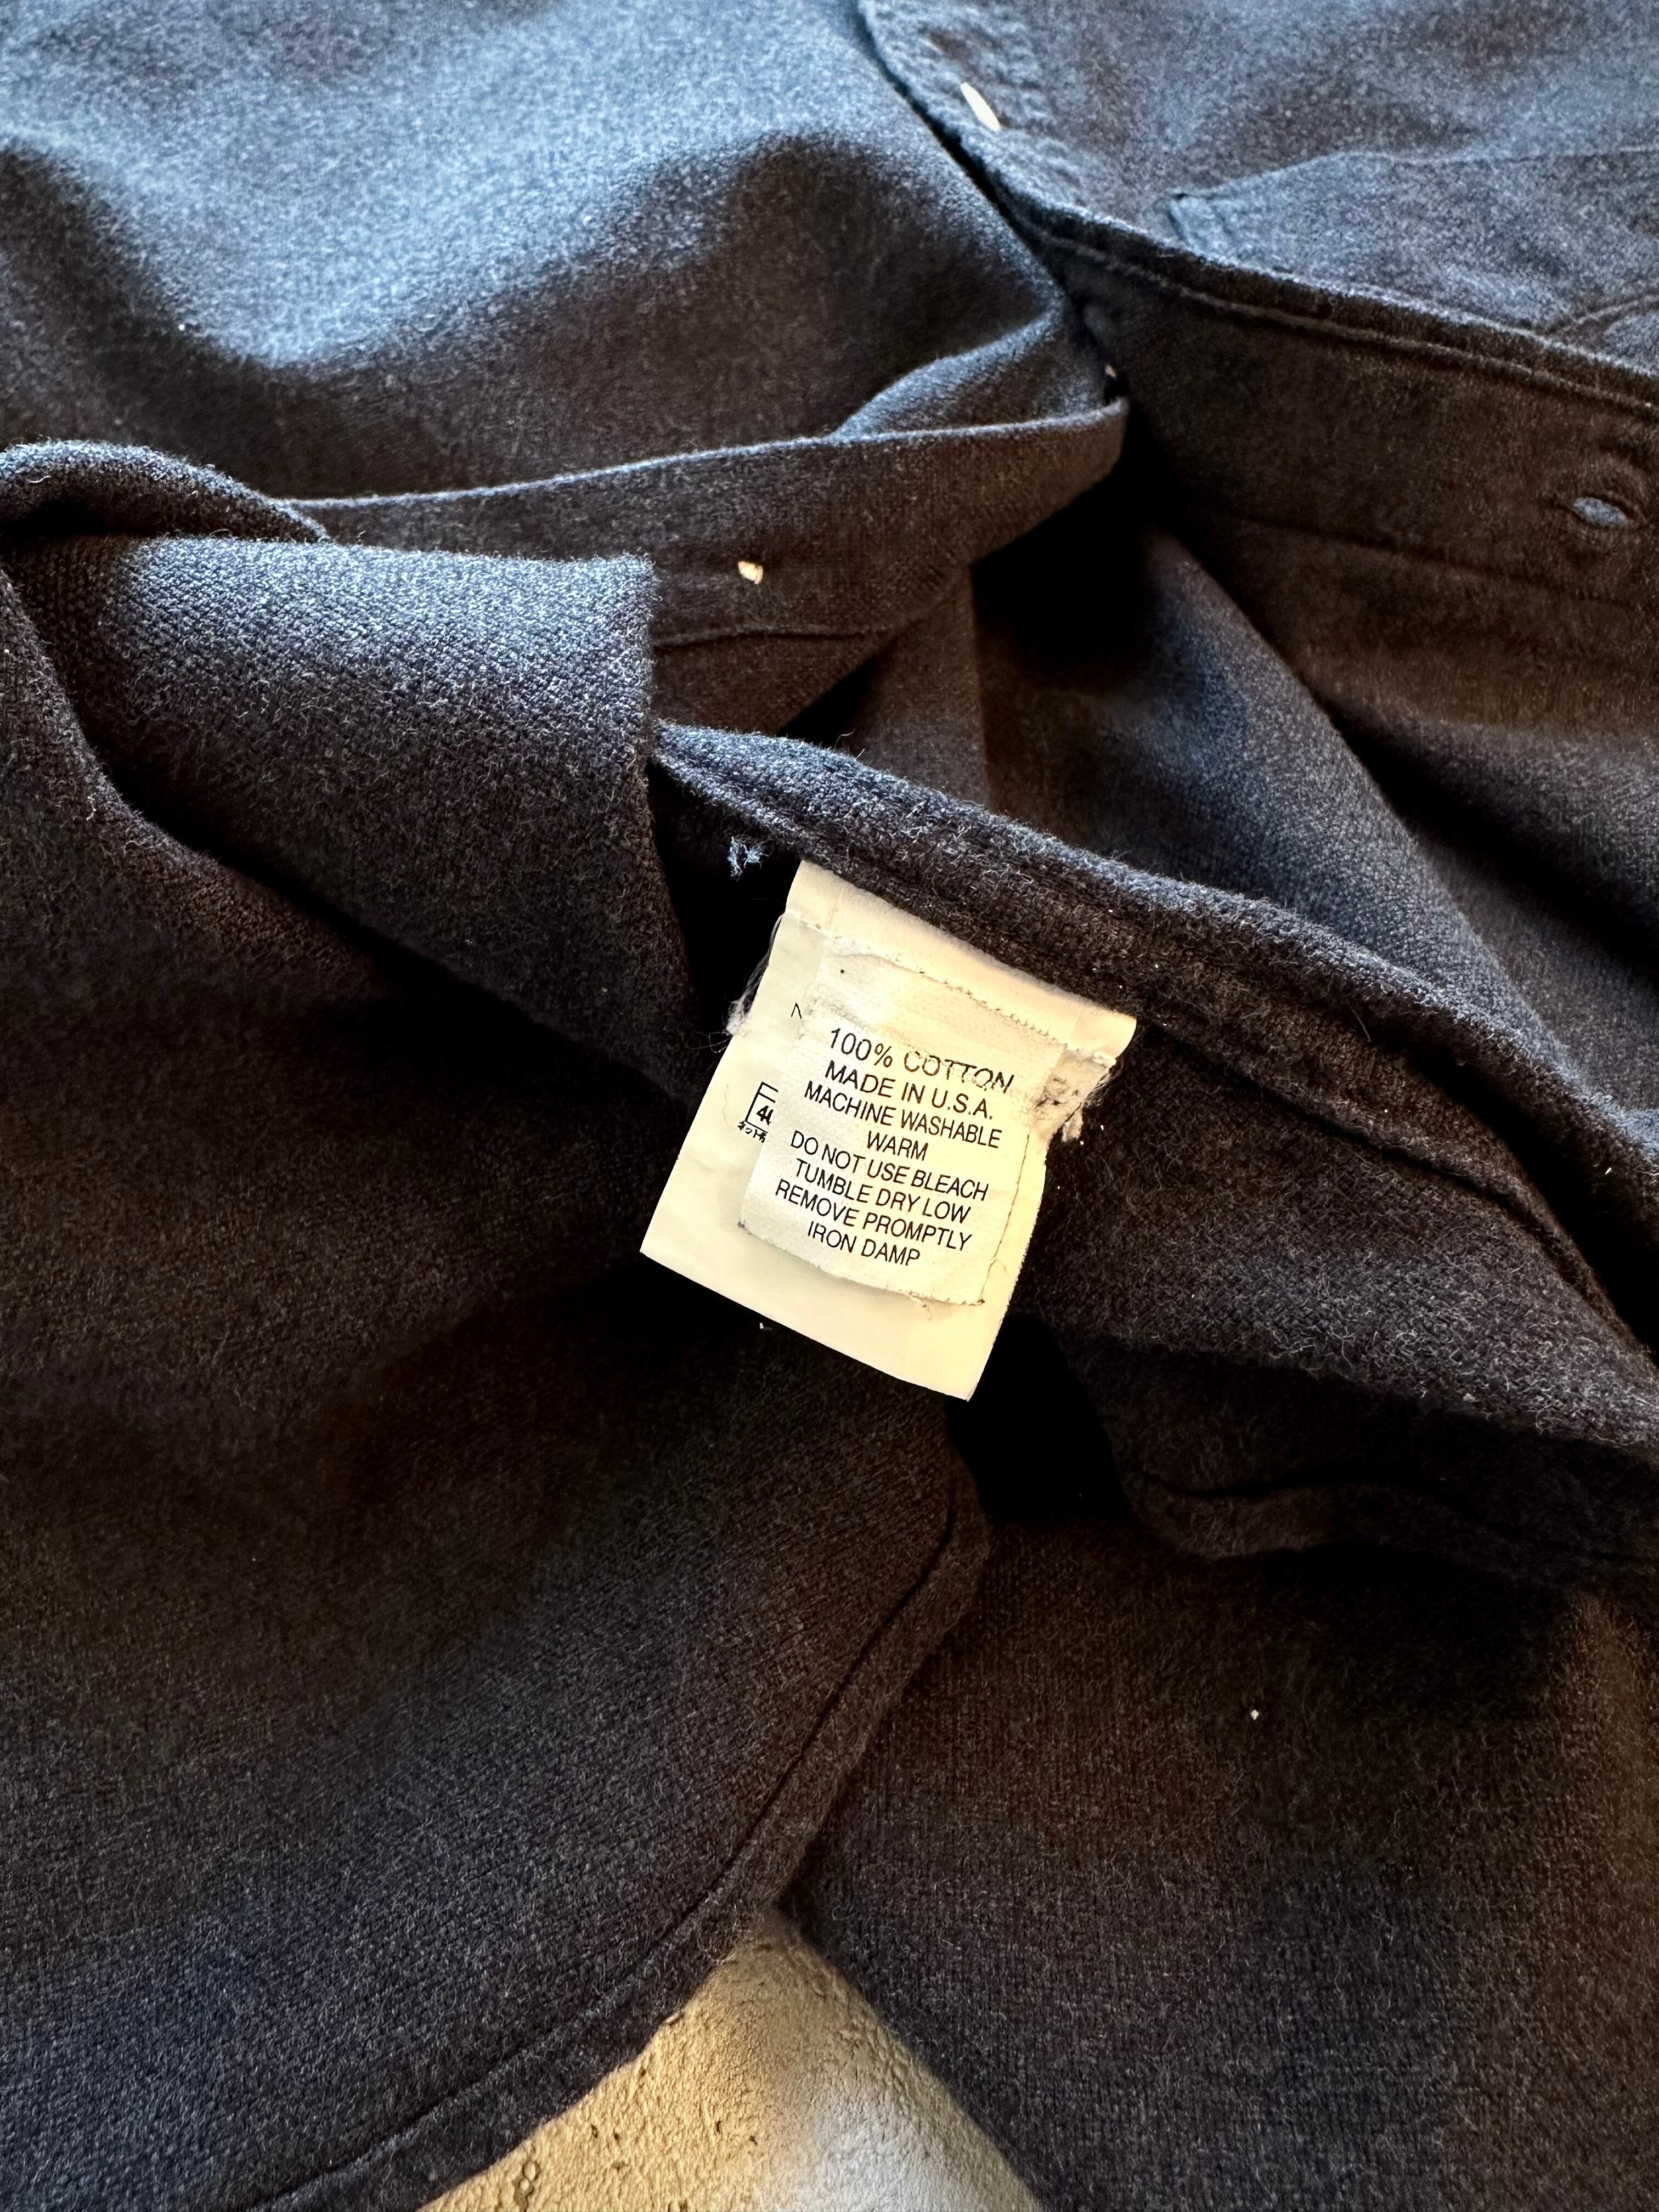 100% COTTON
MADE IN U.S.A.
MACHINE WASHABLE
WARM
DO NOT USE BLEACH
TUMBLE DRY LOW
REMOVE PROMPTLY
IRON DAMP